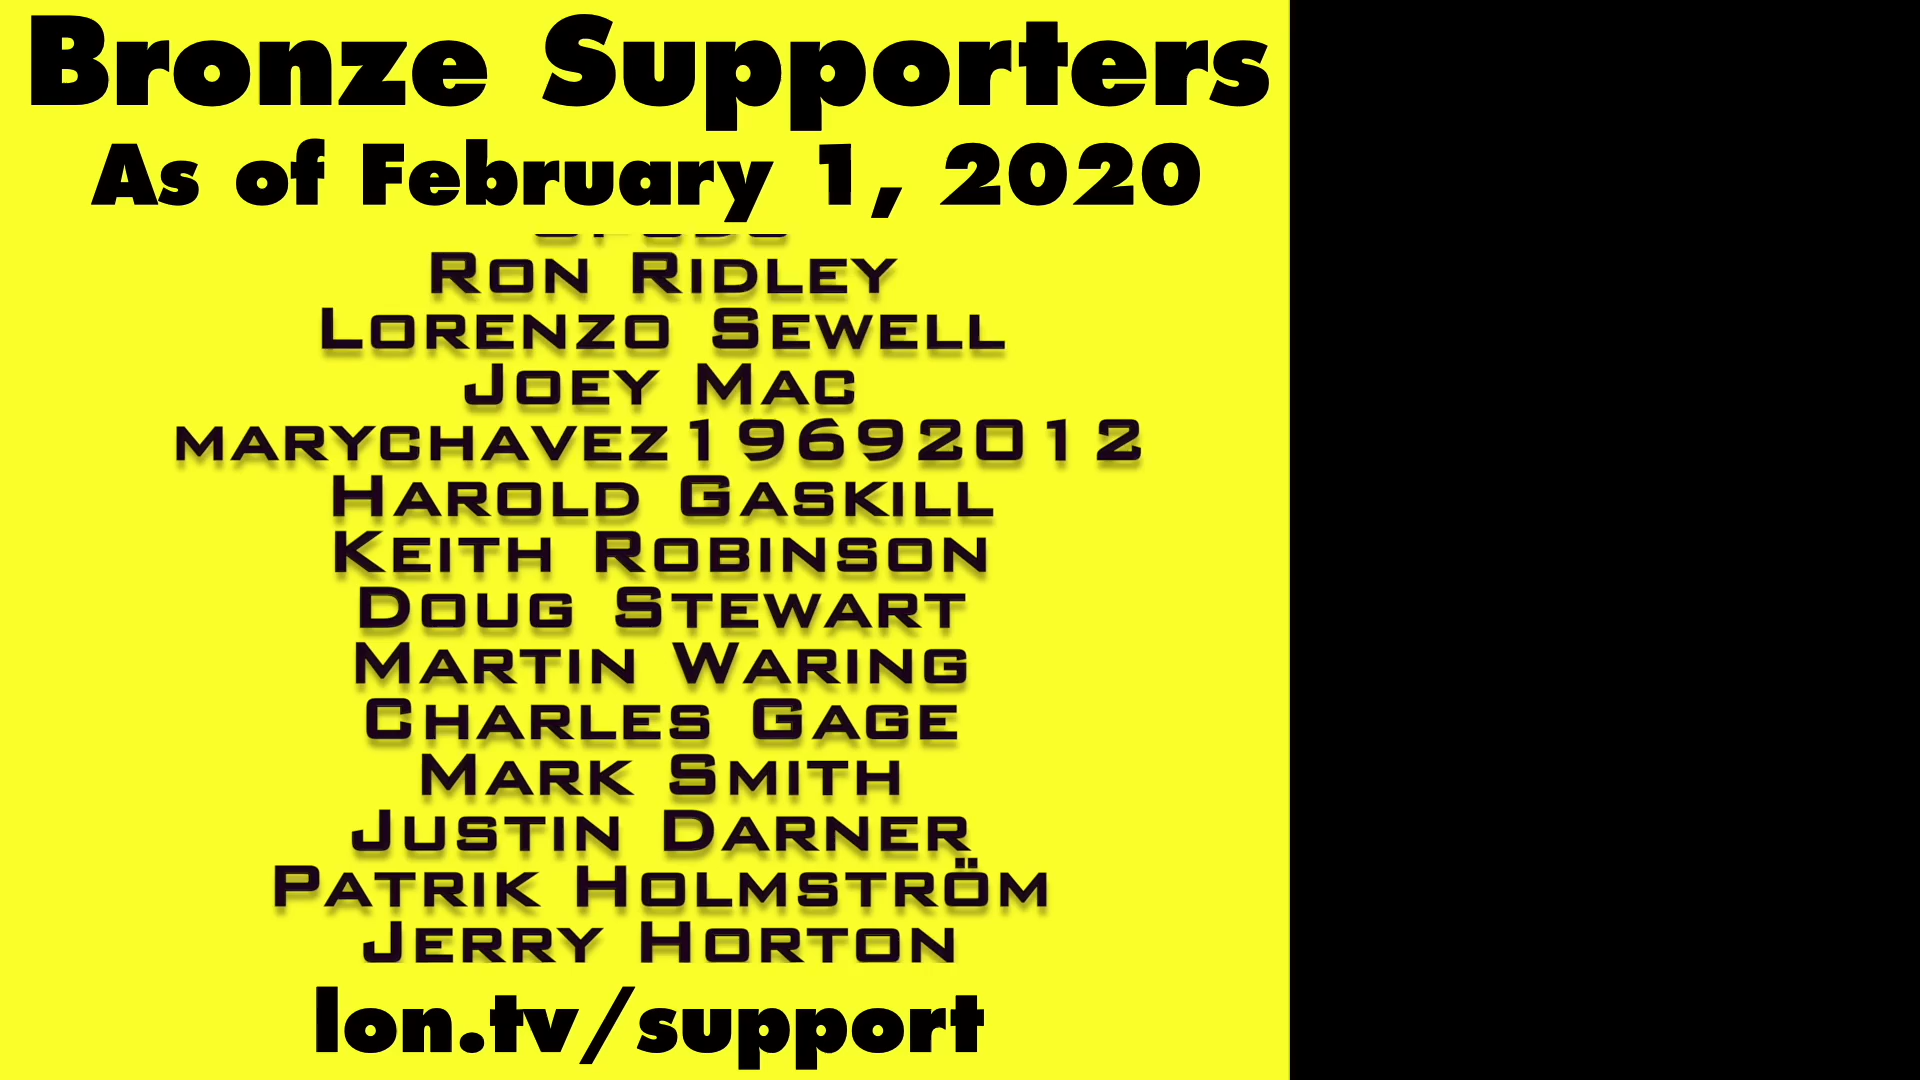 Bronze Supporters
As of February 1, 2020
Ron Ridley
Lorenzo Sewell
Joey Mac
marychavez19692012
Harold Gaskill
Keith Robinson
Doug Stewart
Martin Waring
Charles Gage
Mark Smith
Justin Darner
Patrik Holmström
Jerry Horton
lon.tv/support